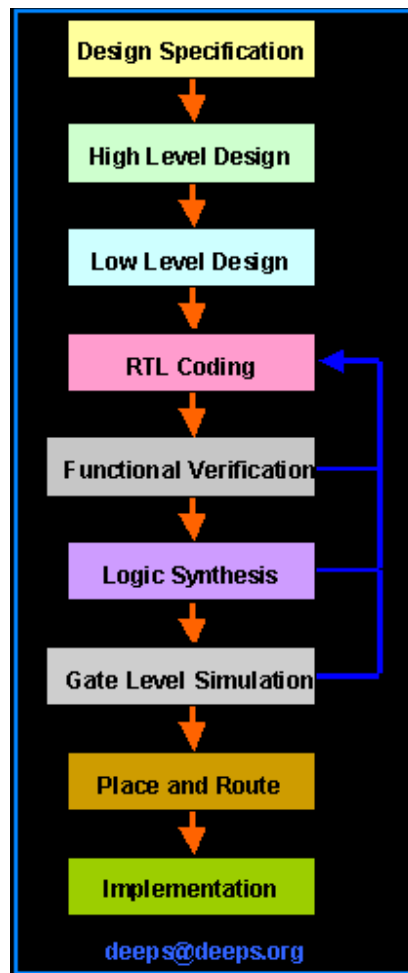 Design Specification
High Level Design
Low Level Design
RTL Coding
Functional Verification
Logic Synthesis
Gate Level Simulation
Place and Route
Implementation
deeps@deeps.org